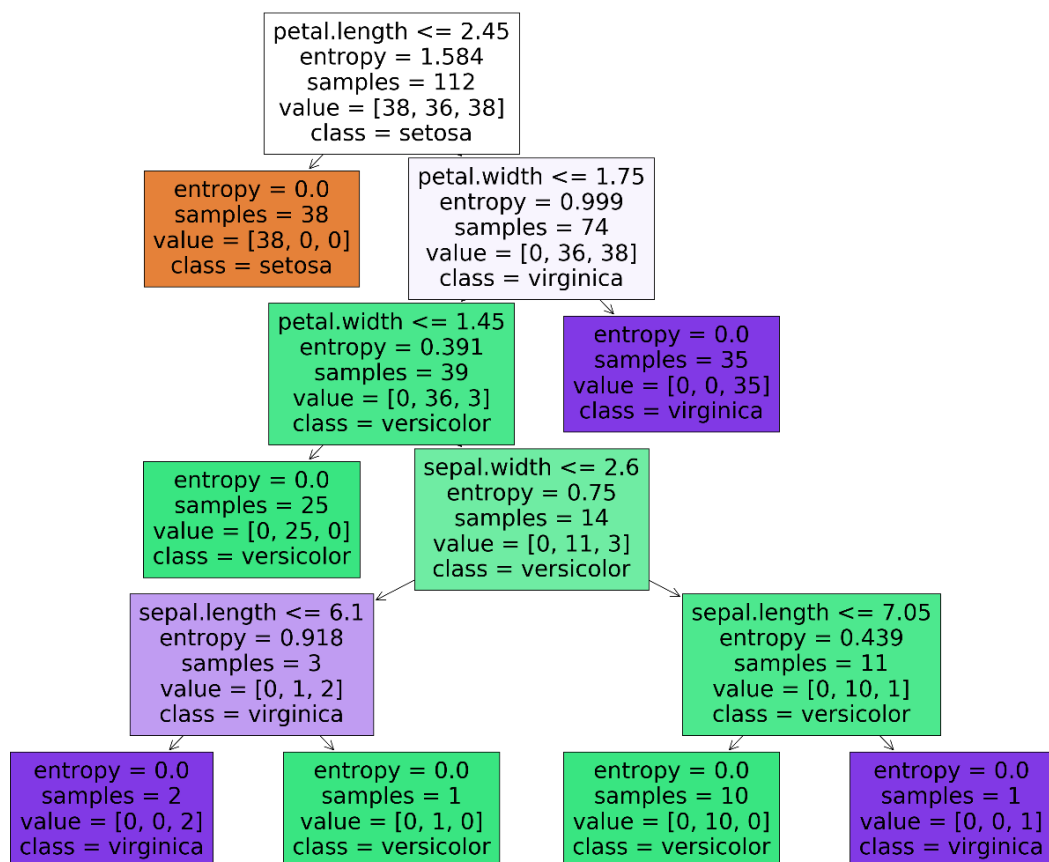 petal.length <= 2.45
entropy = 1.584
samples = 112
value = [38, 36, 38]
class = setosa
entropy = 0.0
samples = 38
value = [38, 0, 0]
class = setosa
petal.width <= 1.75
entropy = 0.999
samples = 74
value = [0, 36, 38]
class = virginica
petal.width <= 1.45
entropy = 0.391
samples = 39
value = [0, 36, 3]
class = versicolor
entropy = 0.0
samples = 35
value = [0, 0, 35]
class = virginica
entropy = 0.0
samples = 25
value = [0, 25, 0]
class = versicolor
sepal.width <= 2.6
entropy = 0.75
samples = 14
value = [0, 11, 3]
class = versicolor
sepal.length <= 6.1
entropy = 0.918
samples = 3
value = [0, 1, 2]
class = virginica
sepal.length <= 7.05
entropy = 0.439
samples = 11
value = [0, 10, 1]
class = versicolor
entropy = 0.0
samples = 2
value = [0, 0, 2]
class = virginica
entropy = 0.0
samples = 1
value = [0, 1, 0]
class = versicolor
entropy = 0.0
samples = 10
value = [0, 10, 0]
class = versicolor
entropy = 0.0
samples = 1
value = [0, 0, 1]
class = virginica